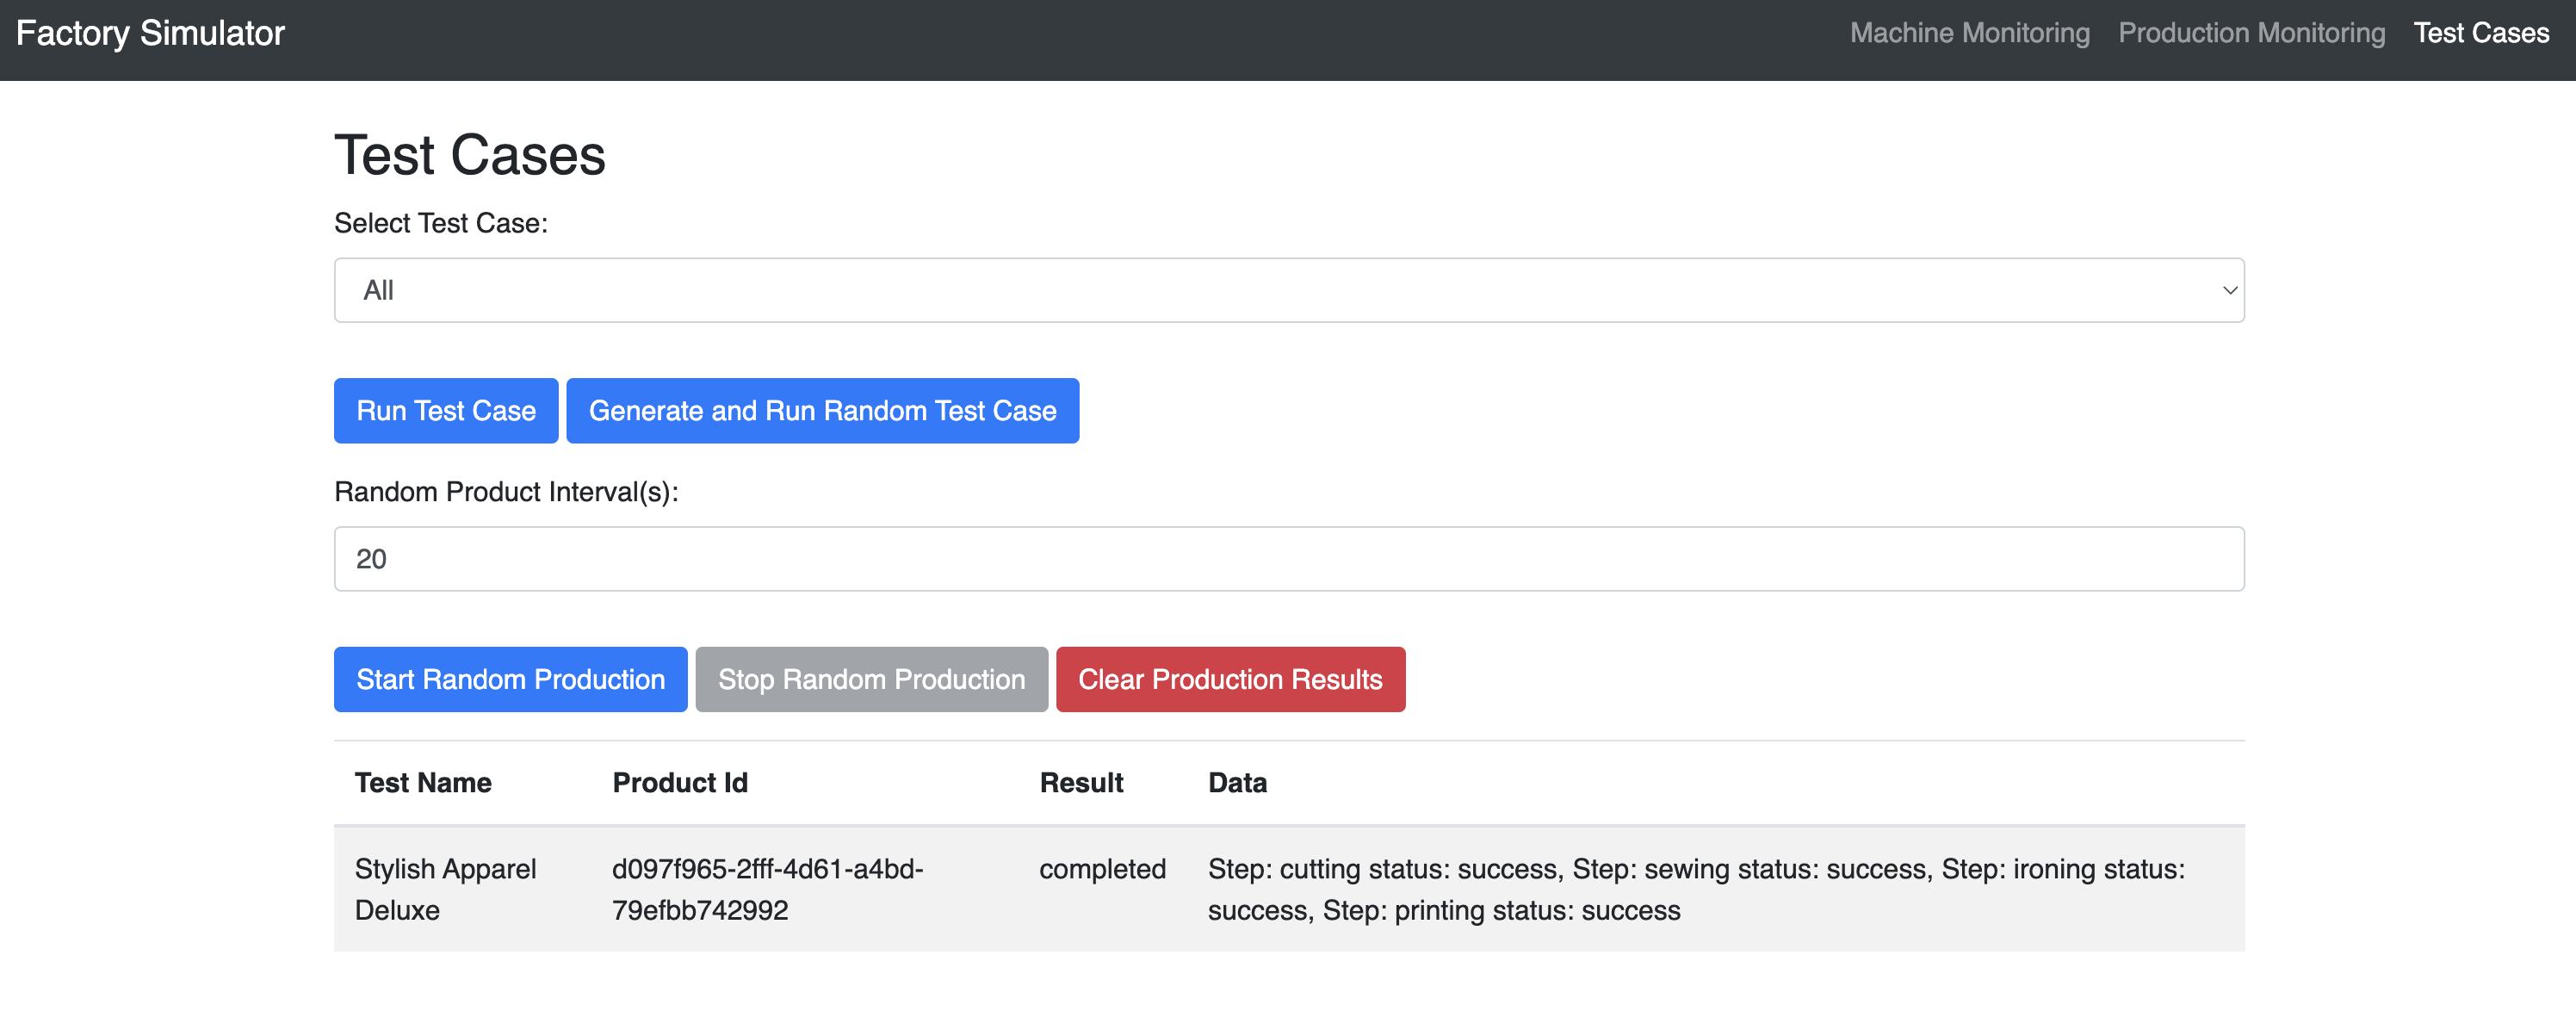 Factory Simulator
Machine Monitoring Production Monitoring Test Cases
Test Cases
Select Test Case:
All
Run Test Case Generate and Run Random Test Case
Random Product Interval(s):
20
Start Random Production Stop Random Production Clear Production Results
Test Name Product Id Result Data
Stylish Apparel Deluxe
d097f965-2fff-4d61-a4bd-
79efbb742992
completed
Step: cutting status: success, Step: sewing status: success, Step: ironing status:
success, Step: printing status: success